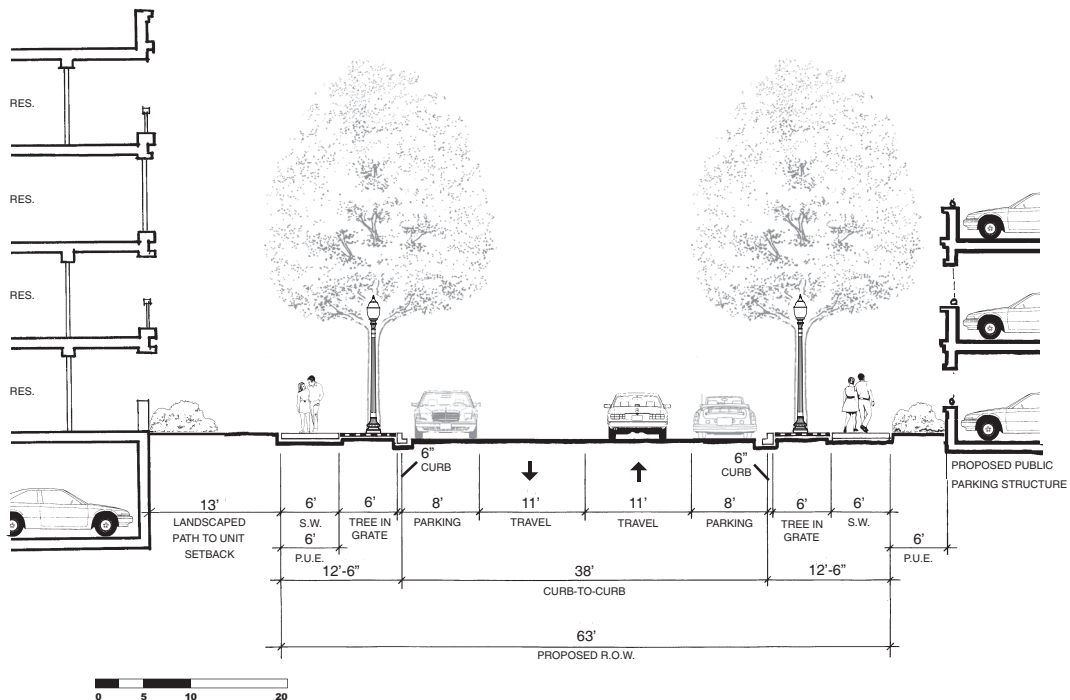 RES.
RES.
RES.
RES.
6”
CURB
6”
CURB
PROPOSED PUBLIC
PARKING STRUCTURE
13’
LANDSCAPED
PATH TO UNIT
SETBACK
6’
S.W.
6’
P.U.E.
6’
TREE IN
GRATE
8’
PARKING
11’
TRAVEL
11’
TRAVEL
8’
PARKING
6’
TREE IN
GRATE
6’
S.W.
6’
P.U.E.
12’-6”
38’
CURB-TO-CURB
12’-6”
63’
PROPOSED R.O.W.
0 5 10 20